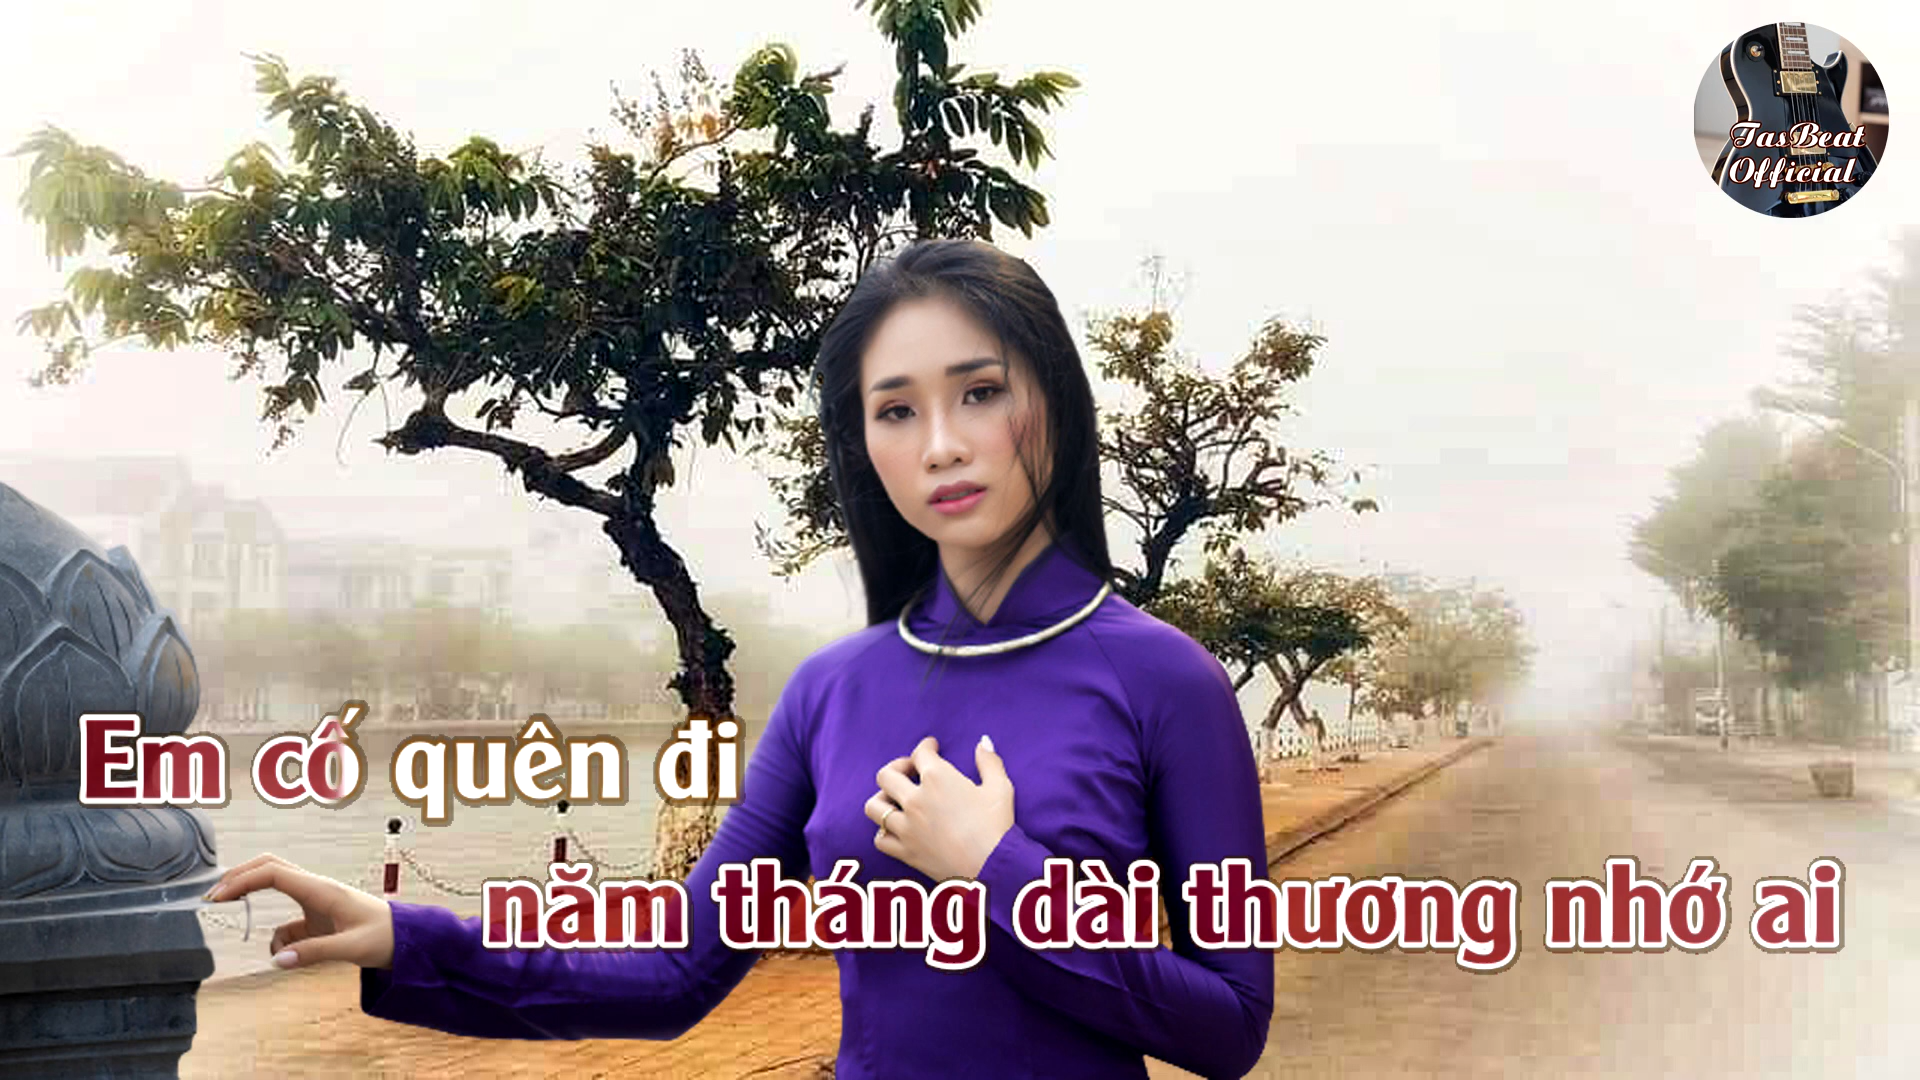 TasBeat
Official
Em cố quên đi
năm tháng dài thương nhớ ai